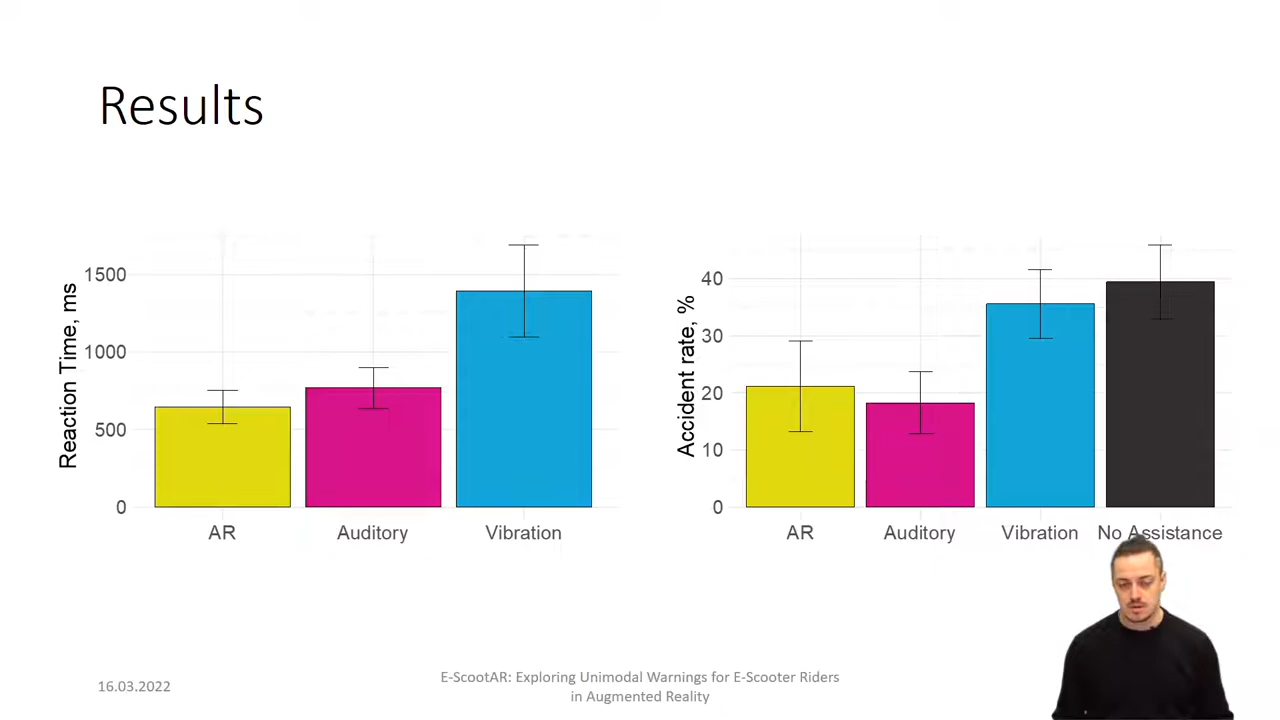 Results
Reaction Time, ms
1500
1000
500
0
AR
Auditory
Vibration
Accident rate, %
40
30
20
10
0
AR
Auditory
Vibration
No Assistance
16.03.2022
E-ScootAR: Exploring Unimodal Warnings for E-Scooter Riders
in Augmented Reality